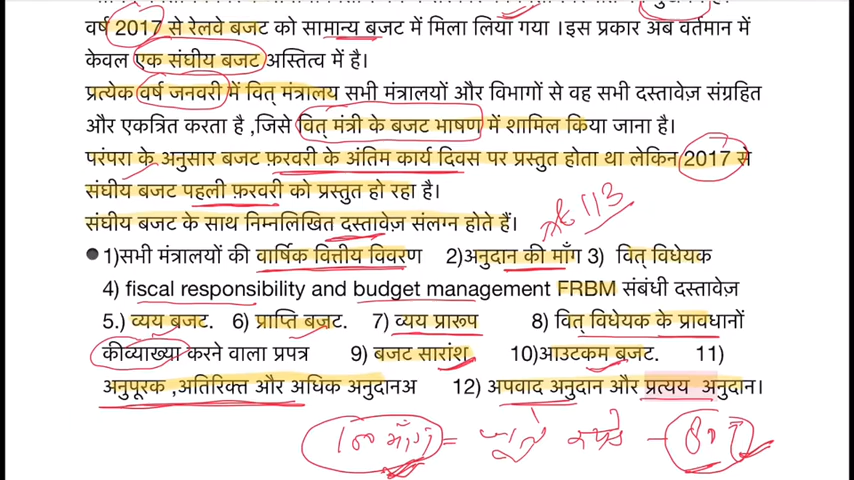 वर्ष 2017 से रेलवे बजट को सामान्य बजट में मिला लिया गया ।इस प्रकार अब वर्तमान में
केवल एक संघीय बजट अस्तित्व में है।
प्रत्येक वर्ष जनवरी में वित् मंत्रालय सभी मंत्रालयों और विभागों से वह सभी दस्तावेज़ संग्रहित
और एकत्रित करता है ,जिसे वित् मंत्री के बजट भाषण में शामिल किया जाना है।
परंपरा के अनुसार बजट फ़रवरी के अंतिम कार्य दिवस पर प्रस्तुत होता था लेकिन 2017 से
संघीय बजट पहली फ़रवरी को प्रस्तुत हो रहा है।
संघीय बजट के साथ निम्नलिखित दस्तावेज़ संलग्न होते हैं।
113
●1)सभी मंत्रालयों की वार्षिक वित्तीय विवरण 2)अनुदान की माँग 3) वित् विधेयक
4) fiscal responsibility and budget management FRBM संबंधी दस्तावेज़
5.) व्यय बजट. 6) प्राप्ति बजट. 7) व्यय प्रारूप 8) वित् विधेयक के प्रावधानों
कीव्याख्या करने वाला प्रपत्र 9) बजट सारांश 10)आउटकम बजट. 11)
अनुपूरक ,अतिरिक्त और अधिक अनुदानअ 12) अपवाद अनुदान और प्रत्यय अनुदान।